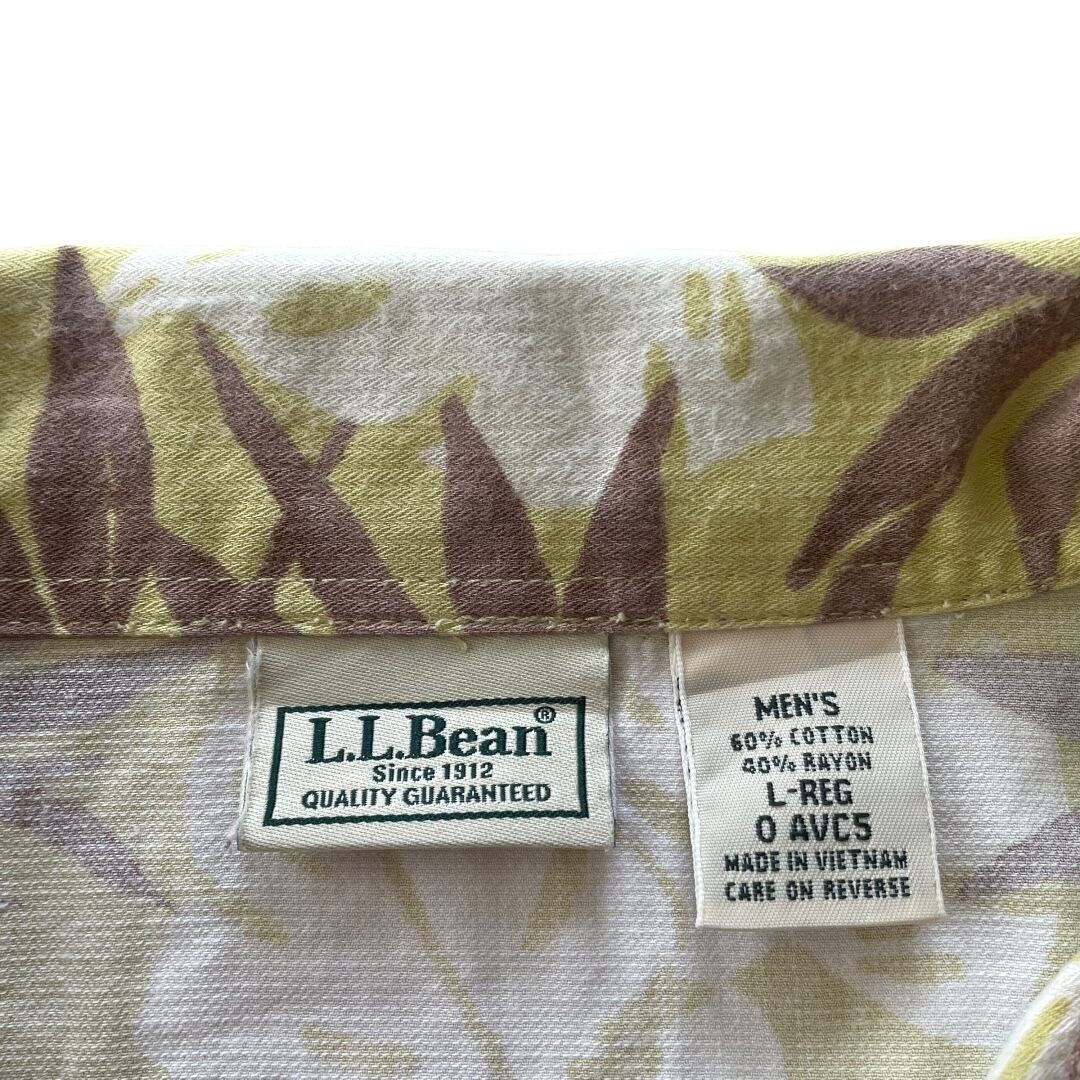 L.L.Bean®
Since 1912
QUALITY GUARANTEED
MEN'S
60% COTTON
40% RAYON
L-REG
0 AVC5
MADE IN VIETNAM
CARE ON REVERSE